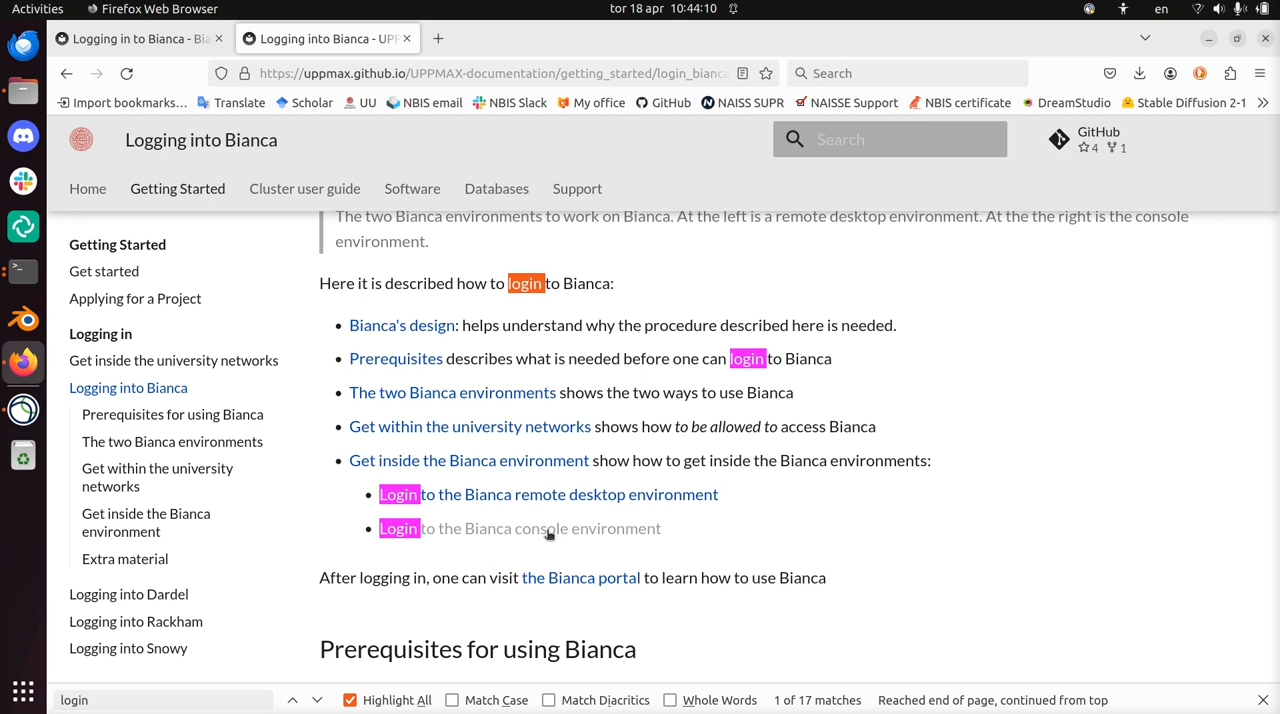 Activities Firefox Web Browser tor 18 apr 10:44:10 en
Logging in to Bianca - Bia Logging into Bianca - UPP
https://uppmax.github.io/UPPMAX-documentation/getting_started/login_bianca Search
Import bookmarks... Translate Scholar UU NBIS email NBIS Slack My office GitHub NAISS SUPR NAISSE Support NBIS certificate DreamStudio Stable Diffusion 2-1
Logging into Bianca Search GitHub
4 1
Home Getting Started Cluster user guide Software Databases Support
The two Bianca environments to work on Bianca. At the left is a remote desktop environment. At the the right is the console
environment.
Getting Started
Get started
Applying for a Project
Logging in
Get inside the university networks
Logging into Bianca
Prerequisites for using Bianca
The two Bianca environments
Get within the university
networks
Get inside the Bianca
environment
Extra material
Logging into Dardel
Logging into Rackham
Logging into Snowy
Here it is described how to login to Bianca:
Bianca's design: helps understand why the procedure described here is needed.
Prerequisites describes what is needed before one can login to Bianca
The two Bianca environments shows the two ways to use Bianca
Get within the university networks shows how to be allowed to access Bianca
Get inside the Bianca environment show how to get inside the Bianca environments:
Login to the Bianca remote desktop environment
Login to the Bianca console environment
After logging in, one can visit the Bianca portal to learn how to use Bianca
Prerequisites for using Bianca
login Highlight All Match Case Match Diacritics Whole Words 1 of 17 matches Reached end of page, continued from top